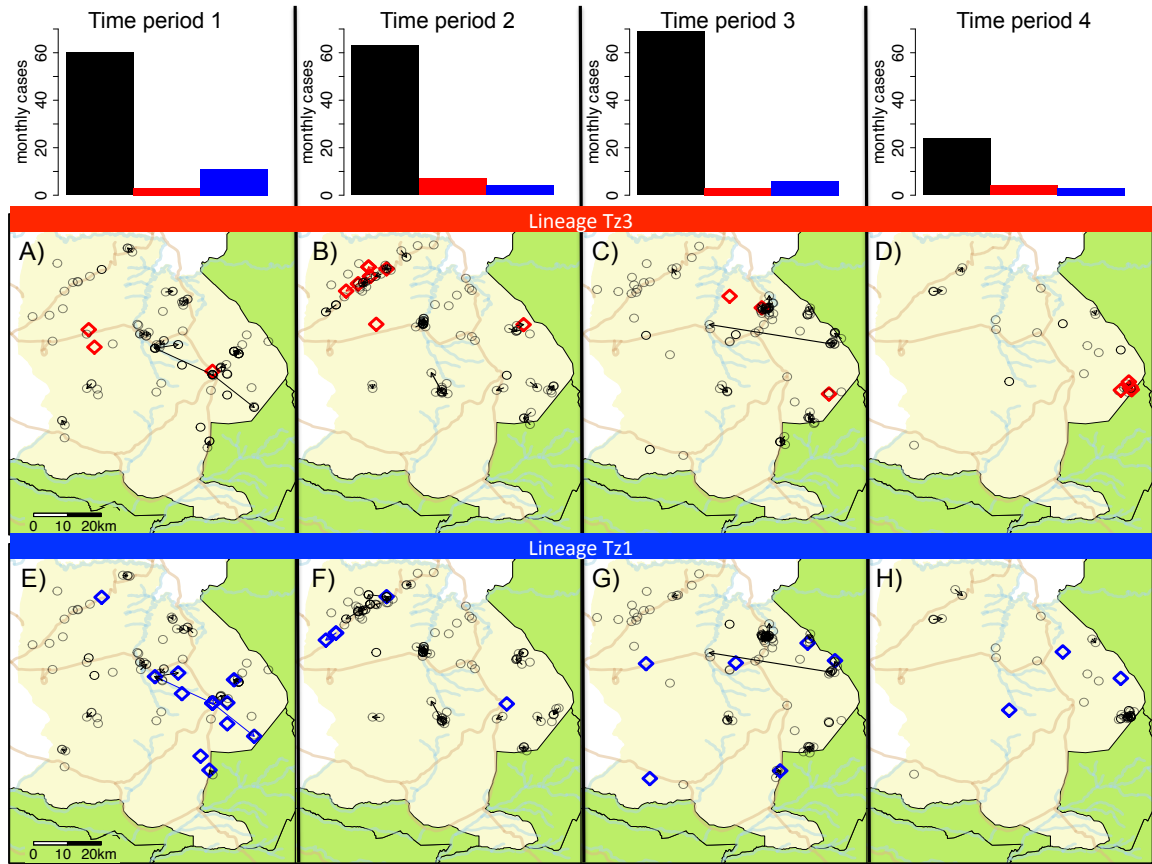 Time period 1
Time period 2
Time period 3
Time period 4
monthly cases
0 20 40 60
monthly cases
0 20 40 60
monthly cases
0 20 40 60
monthly cases
0 20 40 60
Lineage Tz3
A)
B)
C)
D)
0 10 20km
Lineage Tz1
E)
F)
G)
H)
0 10 20km